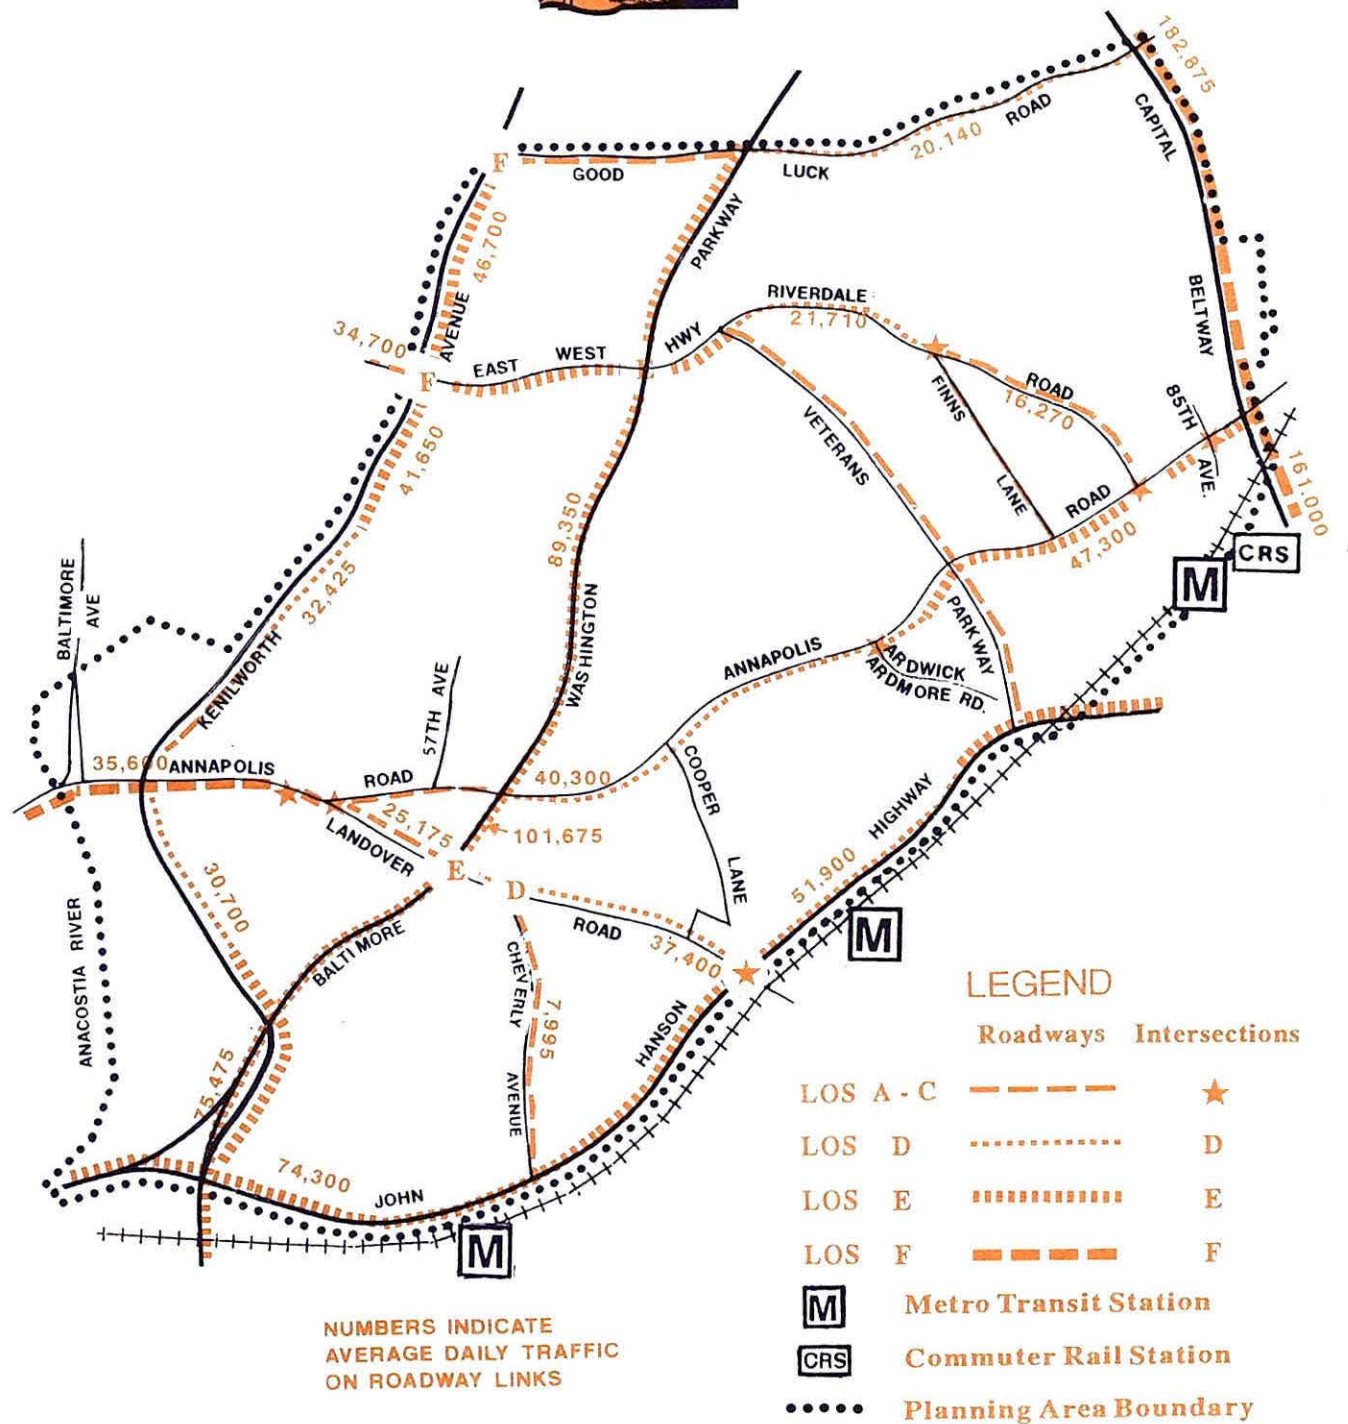 182,875
CAPITAL
ROAD
20.140
F
GOOD
LUCK
46,700
PARKWAY
AVENUE
RIVERDALE
21,710
BELTWAY
34,700
F
EAST
WEST
E
HWY
FINNS
ROAD
16,270
85TH
AVE.
VETERANS
41,650
LANE
ROAD
47,300
161.000
89,350
CRS
M
BALTIMORE
AVE
32,425
KENILWORTH
WASHINGTON
PARKWAY
ANNAPOLIS
ARDWICK
ARDMORE RD.
57TH AVE
35,600
ANNAPOLIS
ROAD
40,300
COOPER
LANE
25,175
101,675
LANDOVER
HIGHWAY
E
D
51,900
30,700
ROAD
37,400
M
BALTIMORE
CHEVERLY
AVENUE
7,995
ANACOSTIA RIVER
HANSON
75,475
74,300
JOHN
M
LEGEND
Roadways Intersections
LOS A - C
LOS D D
LOS E E
LOS F F
M Metro Transit Station
CRS Commuter Rail Station
Planning Area Boundary
NUMBERS INDICATE
AVERAGE DAILY TRAFFIC
ON ROADWAY LINKS